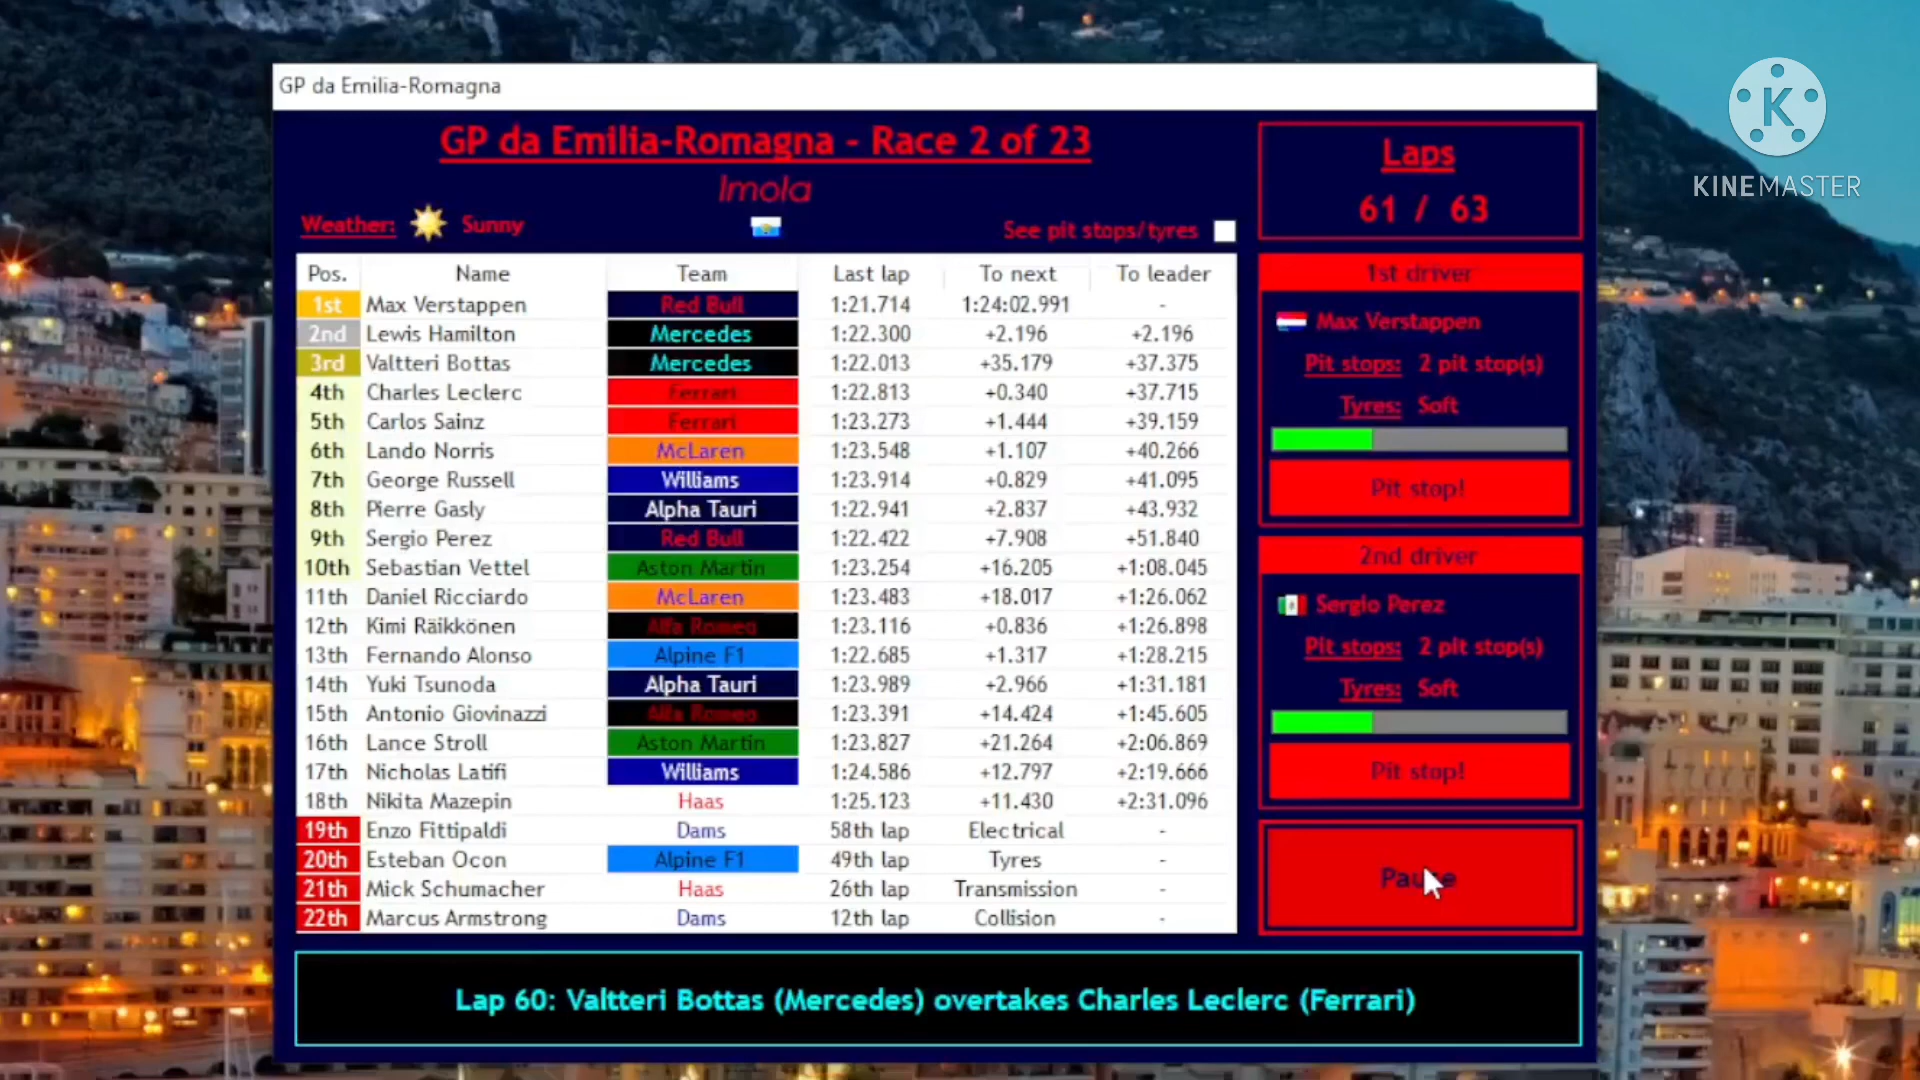 GP da Emilia-Romagna
GP da Emilia-Romagna - Race 2 of 23
Imola
Weather: Sunny
See pit stops/tyres
Pos. Name Team Last lap To next To leader
1st Max Verstappen Red Bull 1:21.714 1:24:02.991 -
2nd Lewis Hamilton Mercedes 1:22.300 +2.196 +2.196
3rd Valtteri Bottas Mercedes 1:22.013 +35.179 +37.375
4th Charles Leclerc Ferrari 1:22.813 +0.340 +37.715
5th Carlos Sainz Ferrari 1:23.273 +1.444 +39.159
6th Lando Norris McLaren 1:23.548 +1.107 +40.266
7th George Russell Williams 1:23.914 +0.829 +41.095
8th Pierre Gasly Alpha Tauri 1:22.941 +2.837 +43.932
9th Sergio Perez Red Bull 1:22.422 +7.908 +51.840
10th Sebastian Vettel Aston Martin 1:23.254 +16.205 +1:08.045
11th Daniel Ricciardo McLaren 1:23.483 +18.017 +1:26.062
12th Kimi Räikkönen Alfa Romeo 1:23.116 +0.836 +1:26.898
13th Fernando Alonso Alpine F1 1:22.685 +1.317 +1:28.215
14th Yuki Tsunoda Alpha Tauri 1:23.989 +2.966 +1:31.181
15th Antonio Giovinazzi Alfa Romeo 1:23.391 +14.424 +1:45.605
16th Lance Stroll Aston Martin 1:23.827 +21.264 +2:06.869
17th Nicholas Latifi Williams 1:24.586 +12.797 +2:19.666
18th Nikita Mazepin Haas 1:25.123 +11.430 +2:31.096
19th Enzo Fittipaldi Dams 58th lap Electrical -
20th Esteban Ocon Alpine F1 49th lap Tyres -
21th Mick Schumacher Haas 26th lap Transmission -
22th Marcus Armstrong Dams 12th lap Collision -
Laps
61 / 63
1st driver
Max Verstappen
Pit stops: 2 pit stop(s)
Tyres: Soft
Pit stop!
2nd driver
Sergio Perez
Pit stops: 2 pit stop(s)
Tyres: Soft
Pit stop!
Pause
Lap 60: Valtteri Bottas (Mercedes) overtakes Charles Leclerc (Ferrari)
K
KINEMASTER